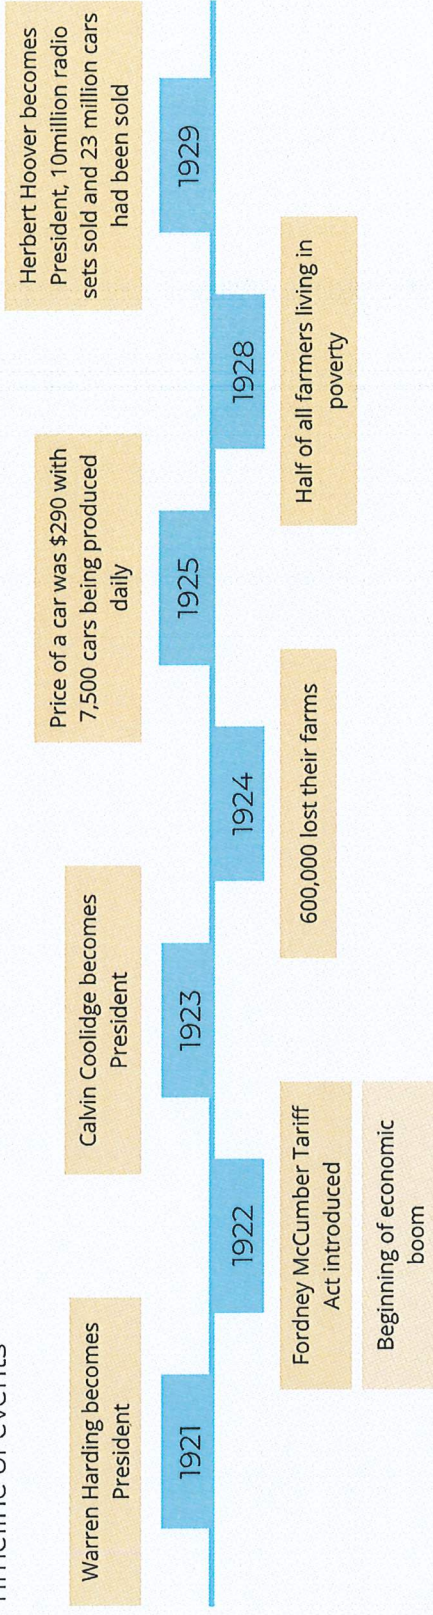 Timeline of events
Warren Harding becomes
President
1921
1922
Fordney McCumber Tariff
Act introduced
Beginning of economic
boom
Calvin Coolidge becomes
President
1923
1924
600,000 lost their farms
Price of a car was $290 with
7,500 cars being produced
daily
1925
1928
Half of all farmers living in
poverty
Herbert Hoover becomes
President, 10million radio
sets sold and 23 million cars
had been sold
1929